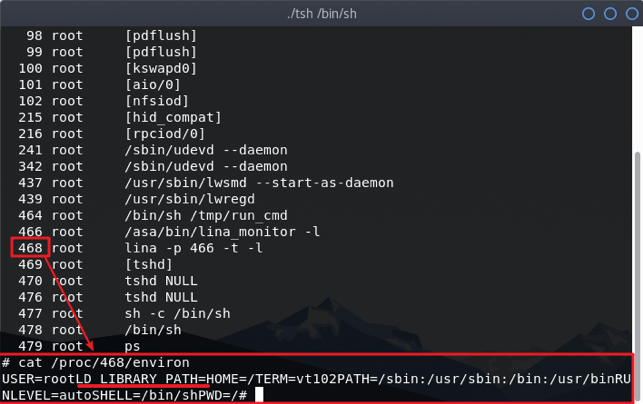 ./tsh /bin/sh
98 root [pdflush]
99 root [pdflush]
100 root [kswapd0]
101 root [aio/0]
102 root [nfsiod]
215 root [hid_compat]
216 root [rpciod/0]
241 root /sbin/udevd --daemon
342 root /sbin/udevd --daemon
437 root /usr/sbin/lwsmd --start-as-daemon
439 root /usr/sbin/lwregd
464 root /bin/sh /tmp/run_cmd
466 root /asa/bin/lina_monitor -l
468 root lina -p 466 -t -l
469 root [tshd]
470 root tshd NULL
476 root tshd NULL
477 root sh -c /bin/sh
478 root /bin/sh
479 root ps
# cat /proc/468/environ
USER=rootLD_LIBRARY_PATH=HOME=/TERM=vt102PATH=/sbin:/usr/sbin:/bin:/usr/binRU
NLEVEL=autoSHELL=/bin/shPWD=/#